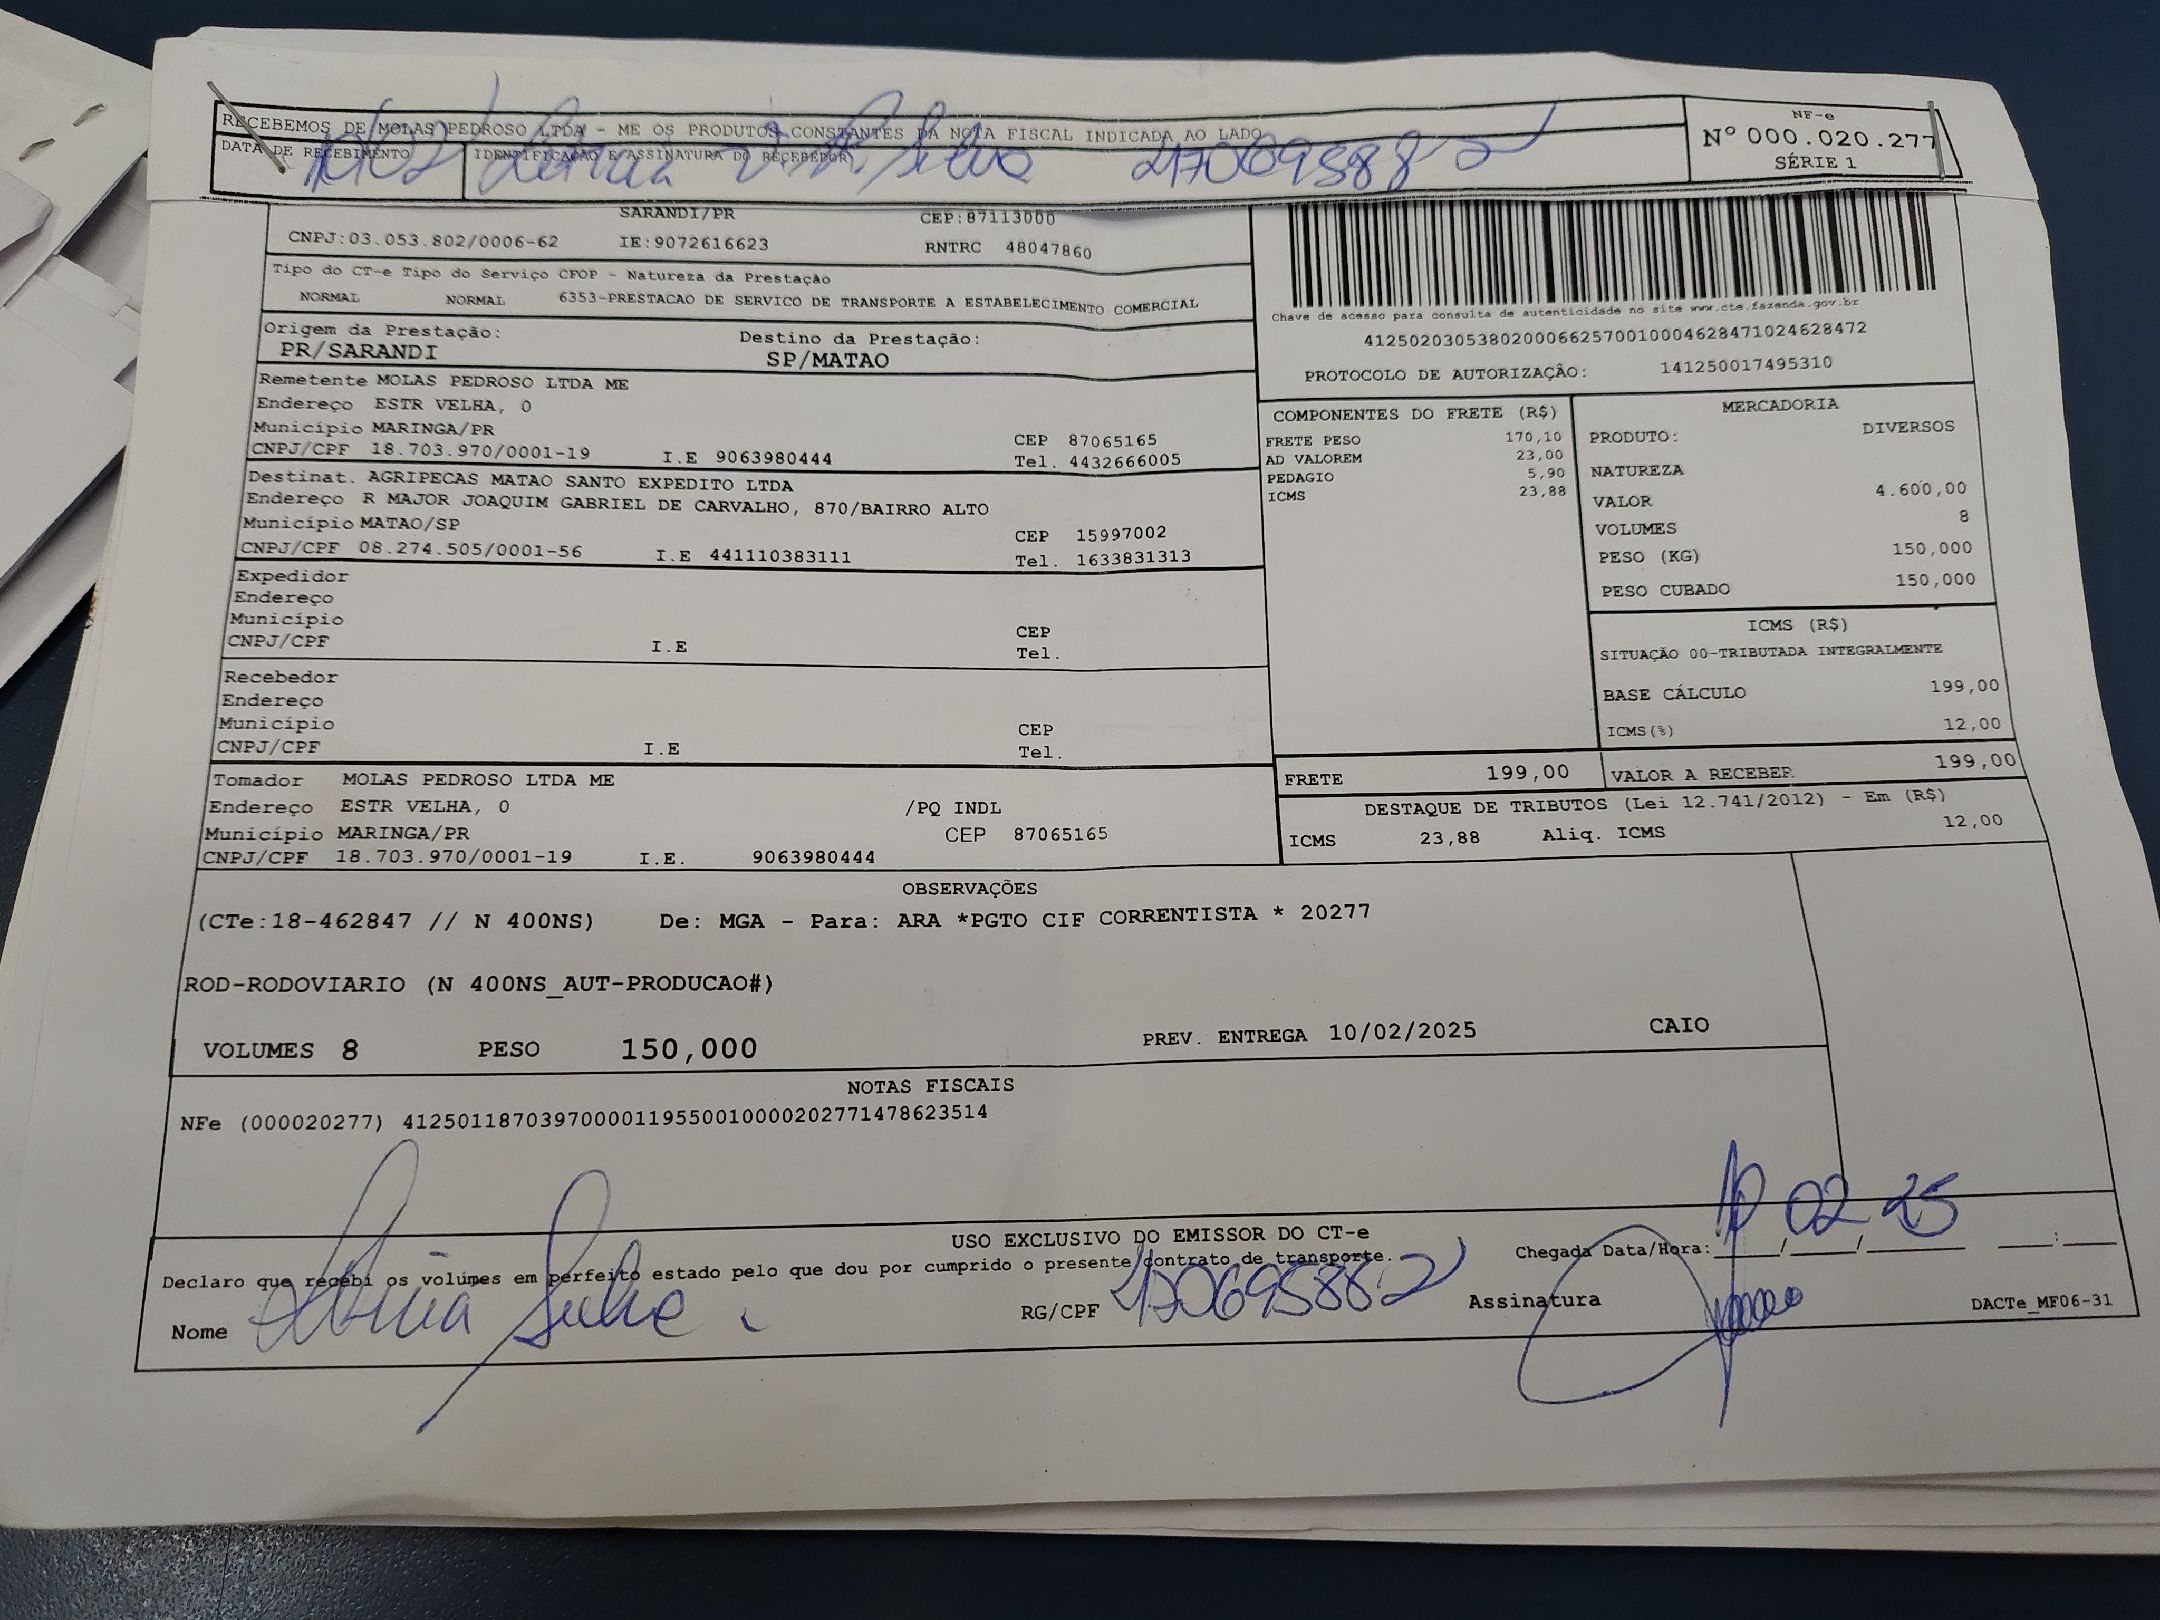 RECEBEMOS DE MOLAS PEDROSO LTDA - ME OS PRODUTOS CONSTANTES DA NOTA FISCAL INDICADA AO LADO
NF-e
Nº 000.020.277
SÉRIE 1
DATA DE RECEBIMENTO IDENTIFICAÇÃO E ASSINATURA DO RECEBEDOR
Silva
SARANDI/PR CEP:87113000
CNPJ:03.053.802/0006-62 IE:9072616623 RNTRC 48047860
Tipo do CT-e Tipo do Serviço CFOP - Natureza da Prestação
NORMAL NORMAL 6353-PRESTACAO DE SERVICO DE TRANSPORTE A ESTABELECIMENTO COMERCIAL
Chave de acesso para consulta de autenticidade no site www.cte.fazenda.gov.br
41250203053802000662570010004628471024628472
PROTOCOLO DE AUTORIZAÇÃO: 141250017495310
Origem da Prestação: Destino da Prestação:
PR/SARANDI SP/MATAO
Remetente MOLAS PEDROSO LTDA ME
Endereço ESTR VELHA, 0
Município MARINGA/PR CEP 87065165
CNPJ/CPF 18.703.970/0001-19 I.E 9063980444 Tel. 4432666005
Destinat. AGRIPECAS MATAO SANTO EXPEDITO LTDA
Endereço R MAJOR JOAQUIM GABRIEL DE CARVALHO, 870/BAIRRO ALTO
Município MATAO/SP CEP 15997002
CNPJ/CPF 08.274.505/0001-56 I.E 441110383111 Tel. 1633831313
Expedidor
Endereço
Município CEP
CNPJ/CPF I.E Tel.
Recebedor
Endereço
Município CEP
CNPJ/CPF I.E Tel.
Tomador MOLAS PEDROSO LTDA ME
Endereço ESTR VELHA, 0 /PQ INDL
Município MARINGA/PR CEP 87065165
CNPJ/CPF 18.703.970/0001-19 I.E. 9063980444
COMPONENTES DO FRETE (R$)
FRETE PESO 170,10
AD VALOREM 23,00
PEDAGIO 5,90
ICMS 23,88
MERCADORIA
PRODUTO: DIVERSOS
NATUREZA
VALOR 4.600,00
VOLUMES 8
PESO (KG) 150,000
PESO CUBADO 150,000
ICMS (R$)
SITUAÇÃO 00-TRIBUTADA INTEGRALMENTE
BASE CÁLCULO 199,00
ICMS(%) 12,00
FRETE 199,00 VALOR A RECEBER 199,00
DESTAQUE DE TRIBUTOS (Lei 12.741/2012) - Em (R$)
ICMS 23,88 Aliq. ICMS 12,00
OBSERVAÇÕES
(CTe:18-462847 // N 400NS) De: MGA - Para: ARA *PGTO CIF CORRENTISTA * 20277
ROD-RODOVIARIO (N 400NS_AUT-PRODUCAO#)
VOLUMES 8 PESO 150,000 PREV. ENTREGA 10/02/2025 CAIO
NOTAS FISCAIS
NFe (000020277) 41250118703970000119550010000202771478623514
USO EXCLUSIVO DO EMISSOR DO CT-e
Declaro que recebi os volumes em perfeito estado pelo que dou por cumprido o presente contrato de transporte.
Chegada Data/Hora: 10/02/25 :
Nome RG/CPF Assinatura
DACTe_MF06-31